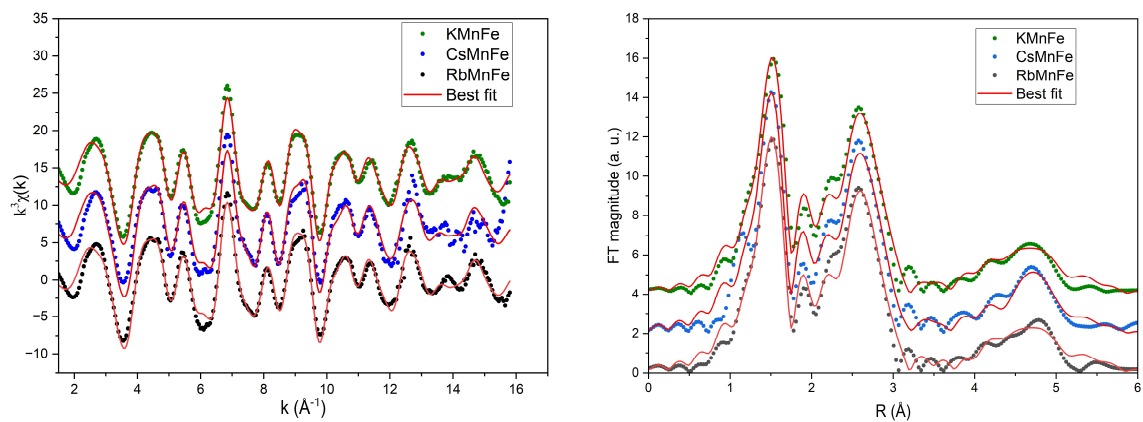 35
30
25
20
15
10
5
0
−5
−10
k³χ(k)
2
4
6
8
10
12
14
16
k (Å⁻¹)
KMnFe
CsMnFe
RbMnFe
Best fit
18
16
14
12
10
8
6
4
2
0
FT magnitude (a. u.)
0
1
2
3
4
5
6
R (Å)
KMnFe
CsMnFe
RbMnFe
Best fit